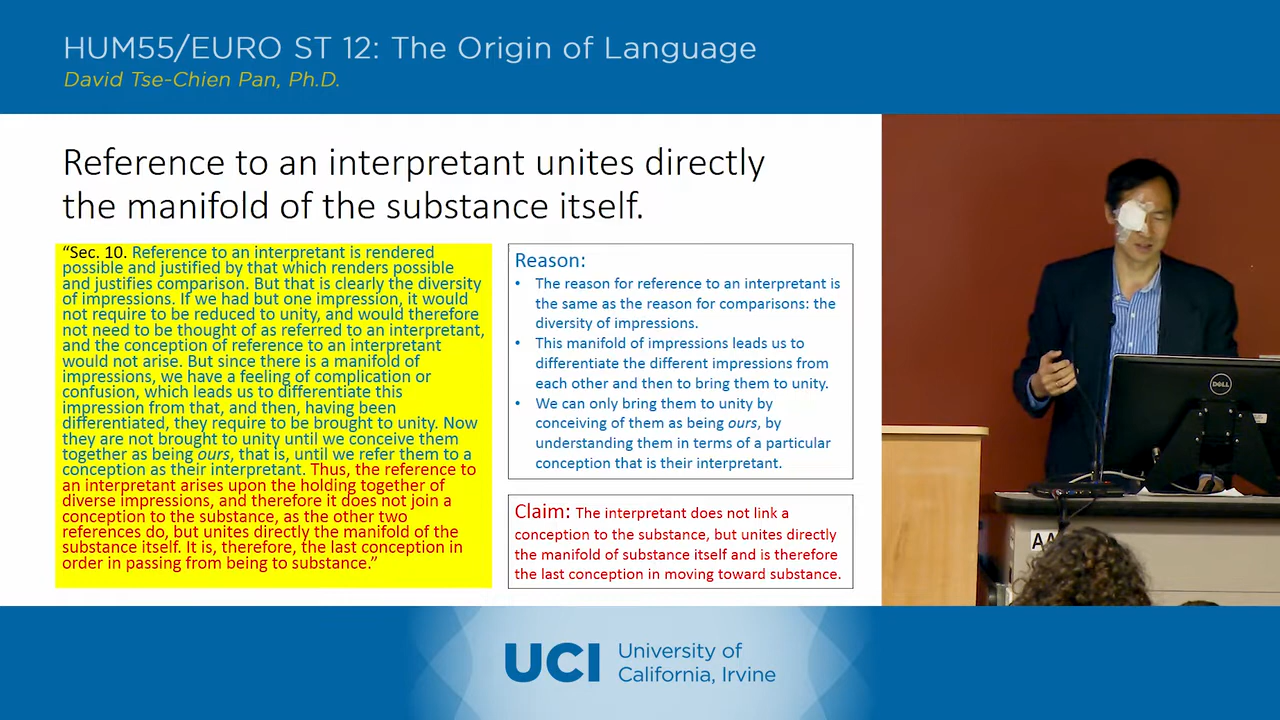 HUM55/EURO ST 12: The Origin of Language
David Tse-Chien Pan, Ph.D.
Reference to an interpretant unites directly
the manifold of the substance itself.
“Sec. 10. Reference to an interpretant is rendered
possible and justified by that which renders possible
and justifies comparison. But that is clearly the diversity
of impressions. If we had but one impression, it would
not require to be reduced to unity, and would therefore
not need to be thought of as referred to an interpretant,
and the conception of reference to an interpretant
would not arise. But since there is a manifold of
impressions, we have a feeling of complication or
confusion, which leads us to differentiate this
impression from that, and then, having been
differentiated, they require to be brought to unity. Now
they are not brought to unity until we conceive them
together as being ours, that is, until we refer them to a
conception as their interpretant. Thus, the reference to
an interpretant arises upon the holding together of
diverse impressions, and therefore it does not join a
conception to the substance, as the other two
references do, but unites directly the manifold of the
substance itself. It is, therefore, the last conception in
order in passing from being to substance.”
Reason:
• The reason for reference to an interpretant is
the same as the reason for comparisons: the
diversity of impressions.
• This manifold of impressions leads us to
differentiate the different impressions from
each other and then to bring them to unity.
• We can only bring them to unity by
conceiving of them as being ours, by
understanding them in terms of a particular
conception that is their interpretant.
Claim: The interpretant does not link a
conception to the substance, but unites directly
the manifold of substance itself and is therefore
the last conception in moving toward substance.
DELL
UCI University of
California, Irvine